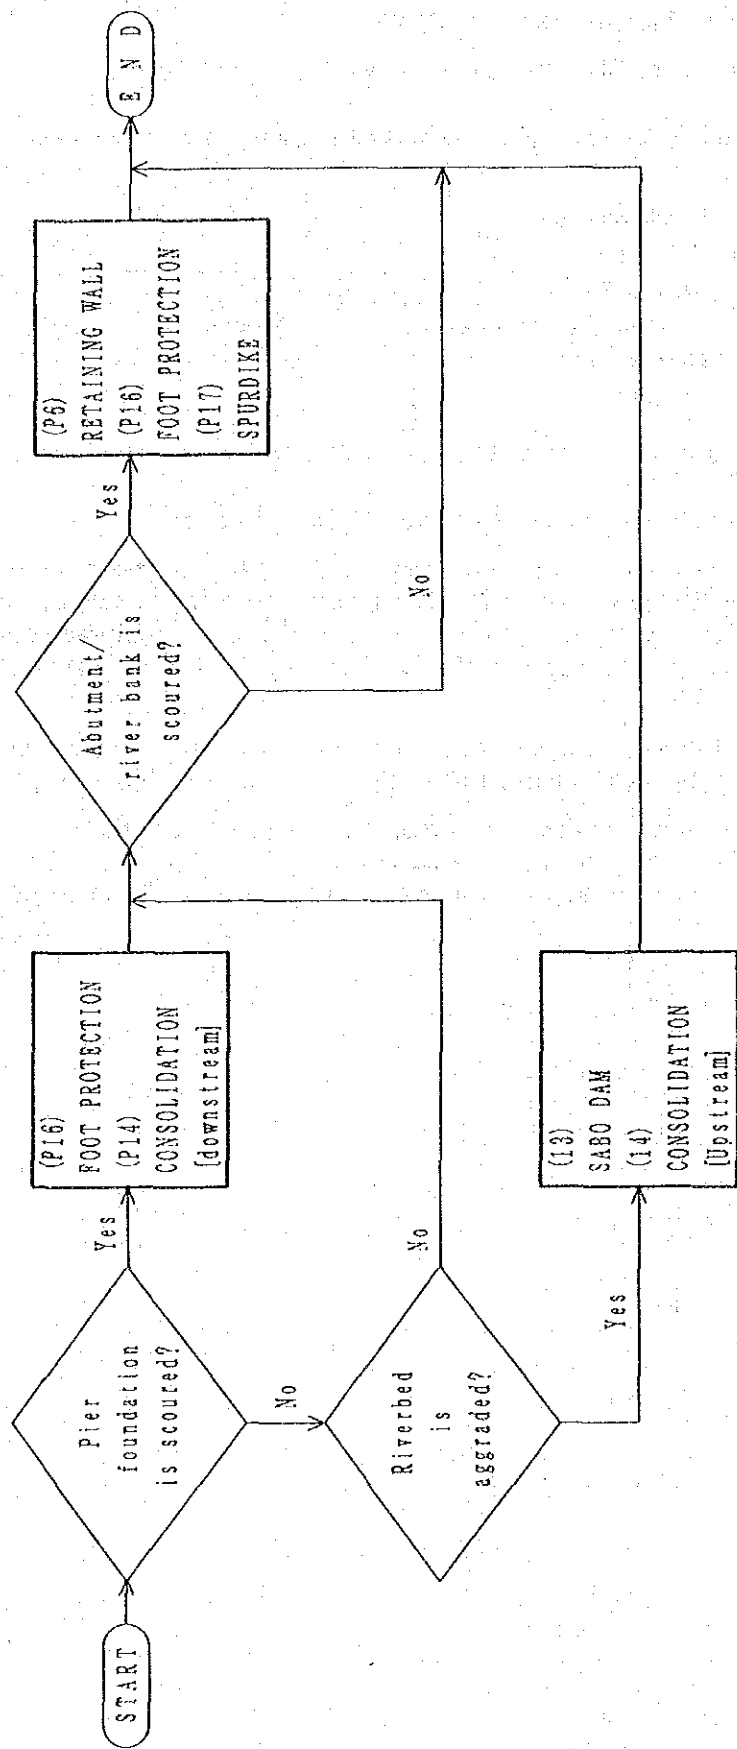 START
Pier
foundation
is scoured?
Yes
No
(P16)
FOOT PROTECTION
(P14)
CONSOLIDATION
[downstream]
Riverbed
is
aggraded?
No
Yes
(13)
SABO DAM
(14)
CONSOLIDATION
[Upstream]
Abutment/
river bank is
scoured?
Yes
No
(P6)
RETAINING WALL
(P16)
FOOT PROTECTION
(P17)
SPURDIKE
E N D